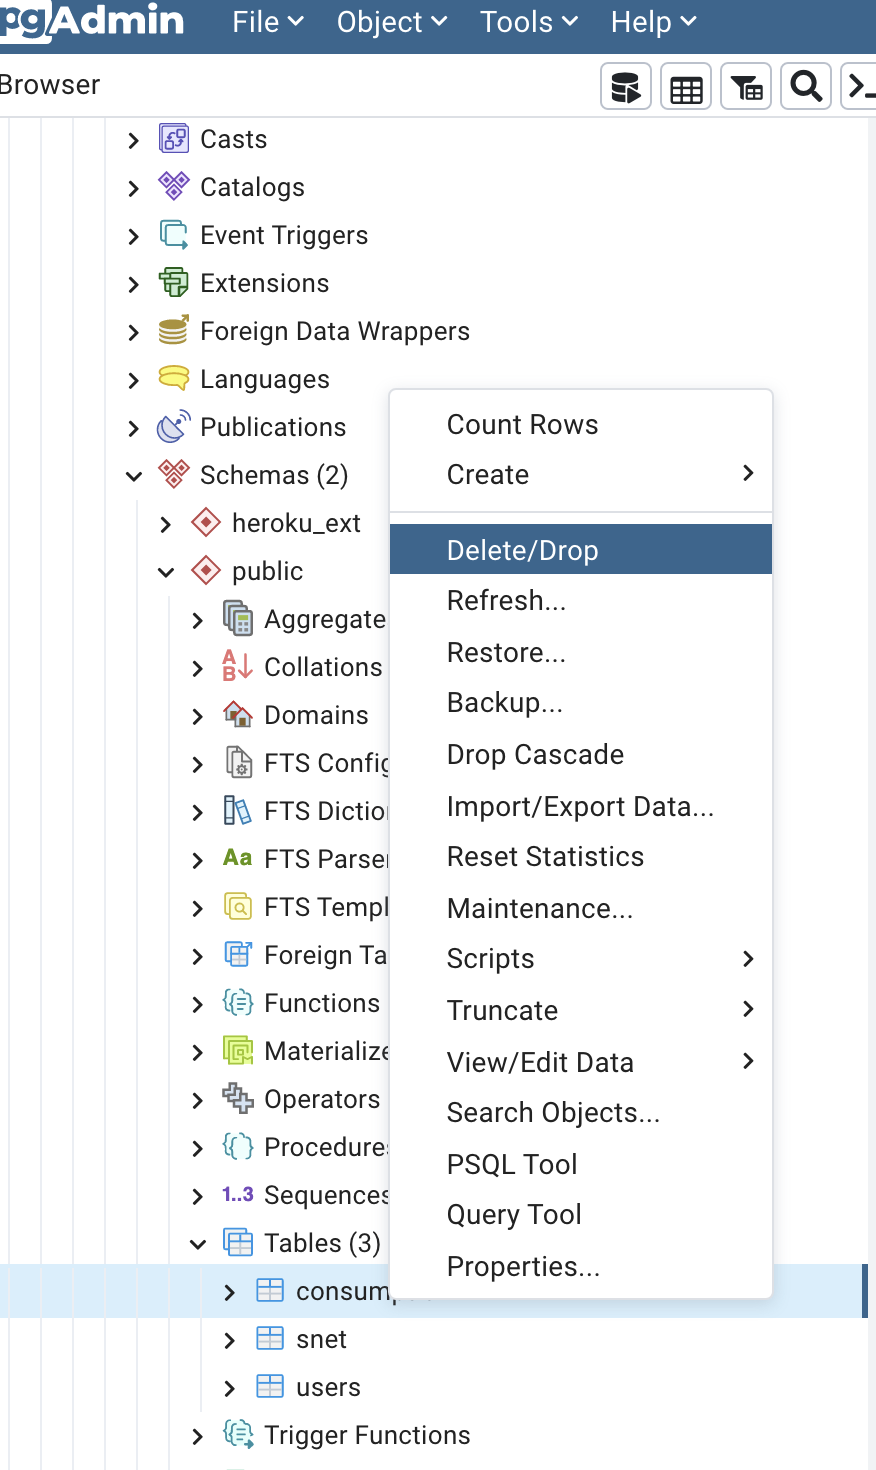 pgAdmin File Object Tools Help
Browser
Casts
Catalogs
Event Triggers
Extensions
Foreign Data Wrappers
Languages
Publications
Schemas (2)
heroku_ext
public
Aggregate
Collations
Domains
FTS Config
FTS Dictio
FTS Parse
FTS Templ
Foreign Ta
Functions
Materialize
Operators
Procedure
1..3 Sequences
Tables (3)
consum
snet
users
Trigger Functions
Count Rows
Create
Delete/Drop
Refresh...
Restore...
Backup...
Drop Cascade
Import/Export Data...
Reset Statistics
Maintenance...
Scripts
Truncate
View/Edit Data
Search Objects...
PSQL Tool
Query Tool
Properties...